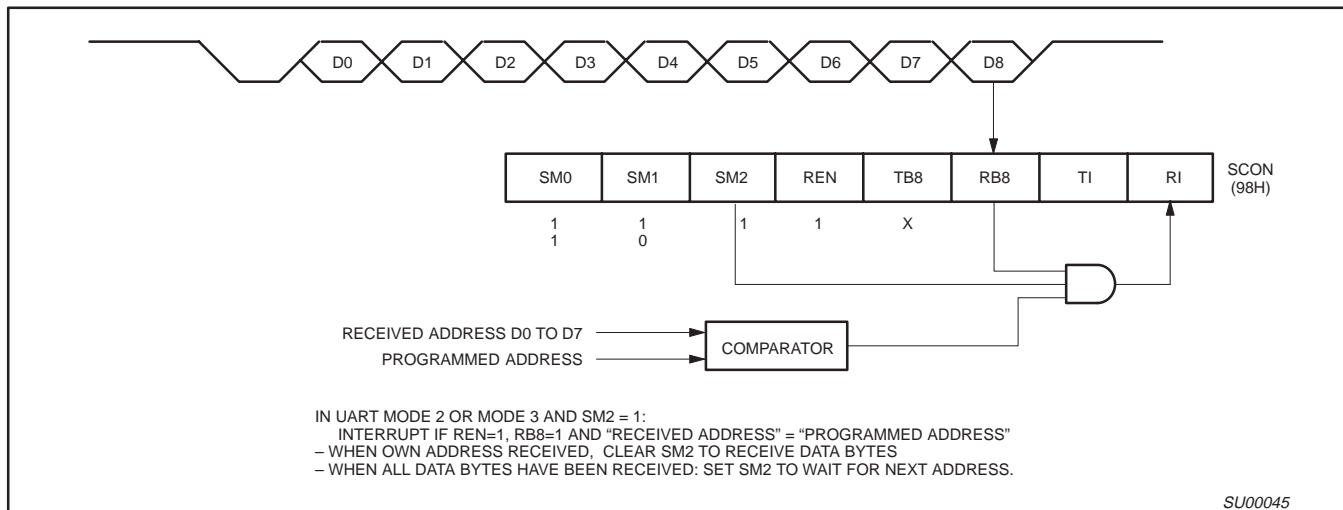 D0 D1 D2 D3 D4 D5 D6 D7 D8
SM0 SM1 SM2 REN TB8 RB8 TI RI
SCON
(98H)
1 1 1 1 X
1 0
RECEIVED ADDRESS D0 TO D7
PROGRAMMED ADDRESS
COMPARATOR
IN UART MODE 2 OR MODE 3 AND SM2 = 1:
INTERRUPT IF REN=1, RB8=1 AND “RECEIVED ADDRESS” = “PROGRAMMED ADDRESS”
– WHEN OWN ADDRESS RECEIVED, CLEAR SM2 TO RECEIVE DATA BYTES
– WHEN ALL DATA BYTES HAVE BEEN RECEIVED: SET SM2 TO WAIT FOR NEXT ADDRESS.
SU00045